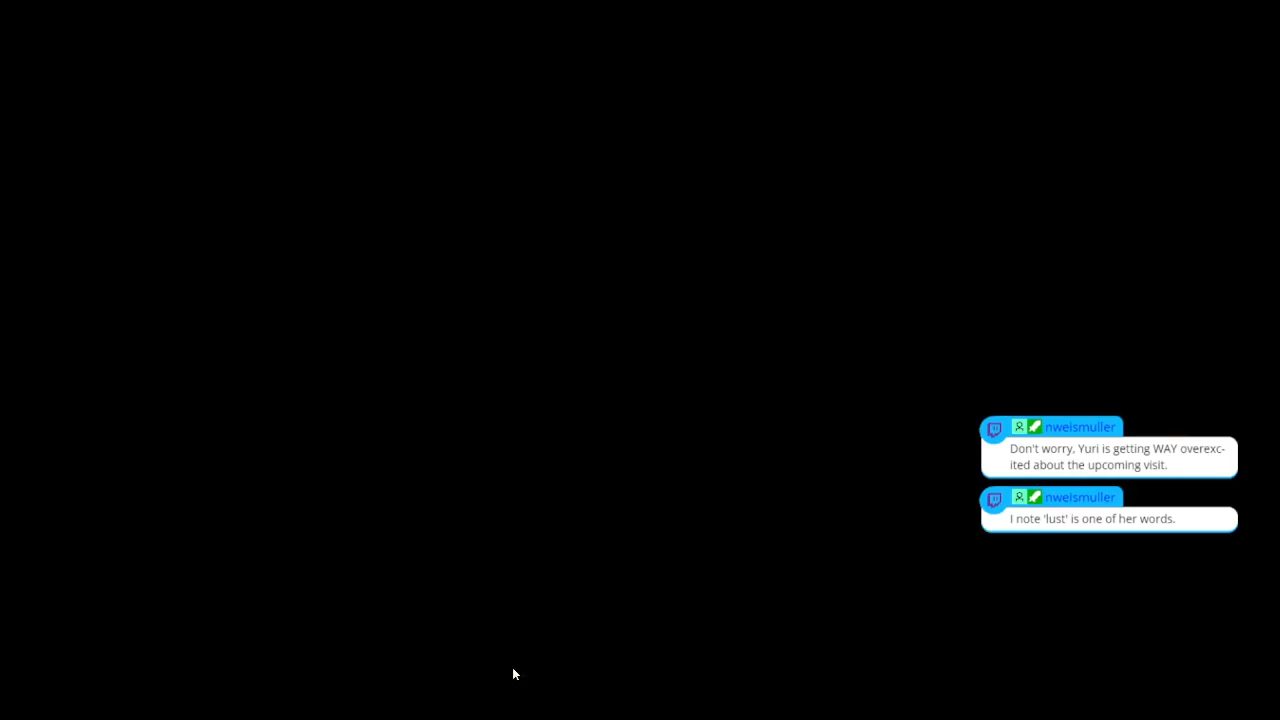 nweismuller
Don't worry, Yuri is getting WAY overexc-
ited about the upcoming visit.
nweismuller
I note 'lust' is one of her words.